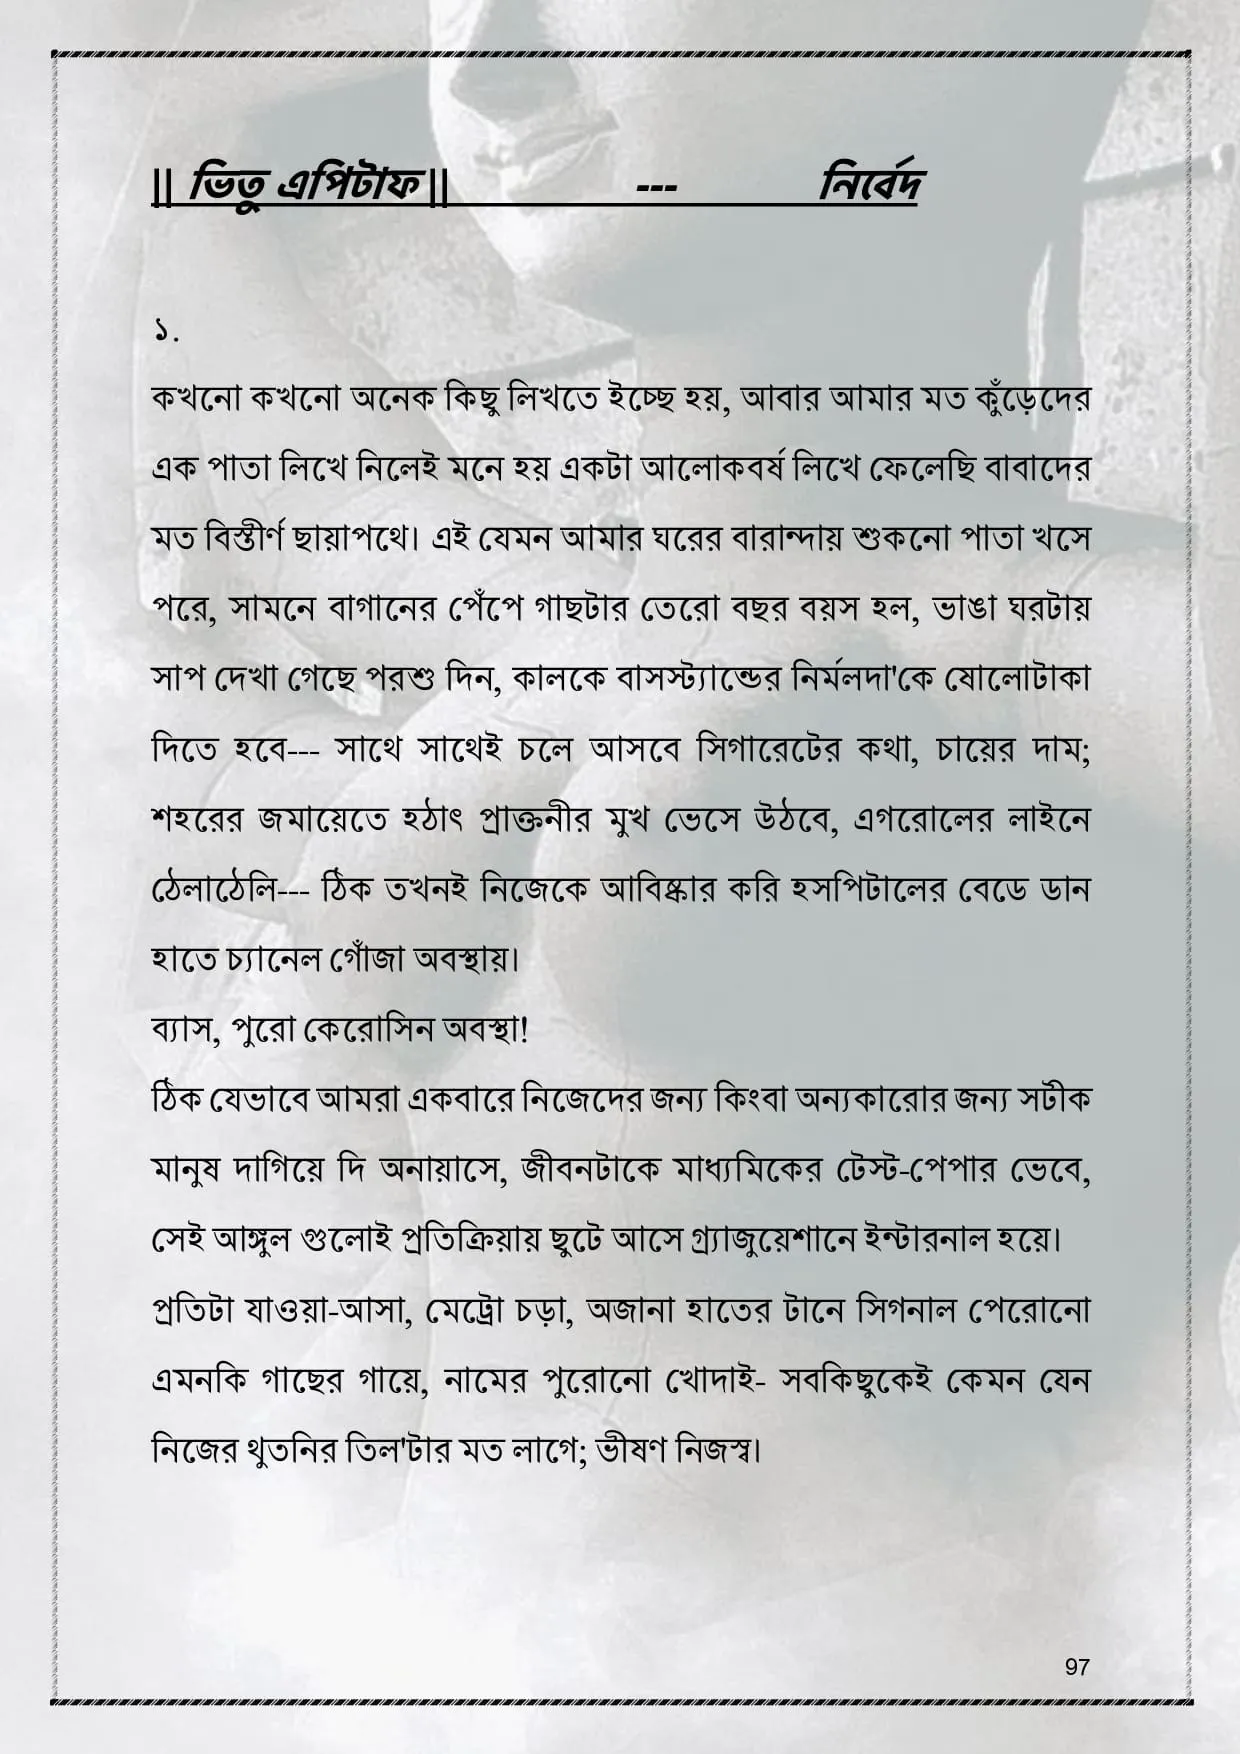 || ভিতু এপিটাফ || --- নির্বেদ
১.
কখনো কখনো অনেক কিছু লিখতে ইচ্ছে হয়, আবার আমার মত কুঁড়েদের
এক পাতা লিখে নিলেই মনে হয় একটা আলোকবর্ষ লিখে ফেলেছি বাবাদের
মত বিস্তীর্ণ ছায়াপথে। এই যেমন আমার ঘরের বারান্দায় শুকনো পাতা খসে
পরে, সামনে বাগানের পেঁপে গাছটার তেরো বছর বয়স হল, ভাঙা ঘরটায়
সাপ দেখা গেছে পরশু দিন, কালকে বাসস্ট্যান্ডের নির্মলদা'কে ষোলোটাকা
দিতে হবে--- সাথে সাথেই চলে আসবে সিগারেটের কথা, চায়ের দাম;
শহরের জমায়েতে হঠাৎ প্রাক্তনীর মুখ ভেসে উঠবে, এগরোলের লাইনে
ঠেলাঠেলি--- ঠিক তখনই নিজেকে আবিষ্কার করি হসপিটালের বেডে ডান
হাতে চ্যানেল গোঁজা অবস্থায়।
ব্যাস, পুরো কেরোসিন অবস্থা!
ঠিক যেভাবে আমরা একবারে নিজেদের জন্য কিংবা অন্যকারোর জন্য সটীক
মানুষ দাগিয়ে দি অনায়াসে, জীবনটাকে মাধ্যমিকের টেস্ট-পেপার ভেবে,
সেই আঙ্গুল গুলোই প্রতিক্রিয়ায় ছুটে আসে গ্র্যাজুয়েশানে ইন্টারনাল হয়ে।
প্রতিটা যাওয়া-আসা, মেট্রো চড়া, অজানা হাতের টানে সিগনাল পেরোনো
এমনকি গাছের গায়ে, নামের পুরোনো খোদাই- সবকিছুকেই কেমন যেন
নিজের থুতনির তিল'টার মত লাগে; ভীষণ নিজস্ব।
97